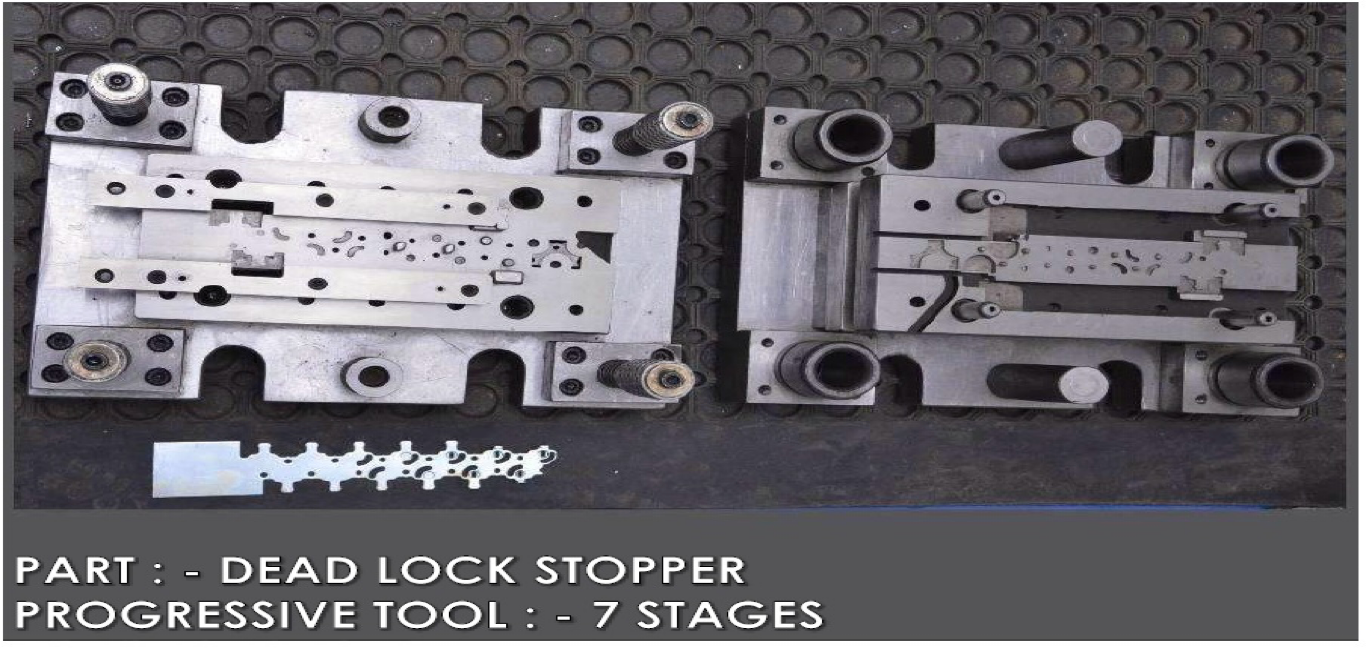 PART : - DEAD LOCK STOPPER
PROGRESSIVE TOOL : - 7 STAGES